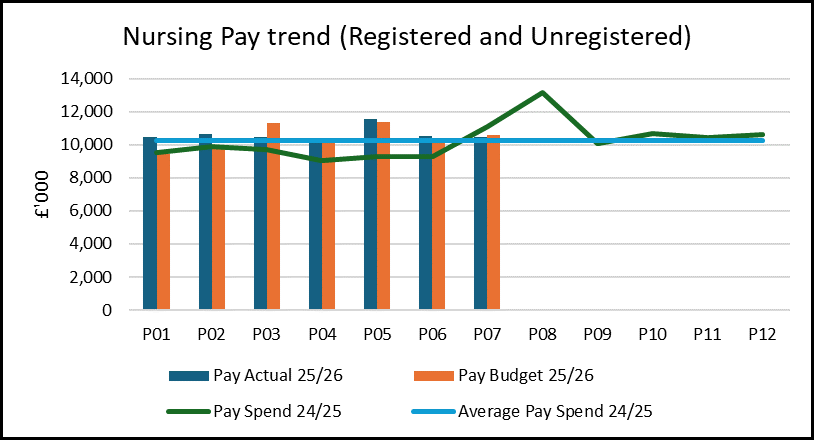 Nursing Pay trend (Registered and Unregistered)
14,000
12,000
10,000
8,000
6,000
4,000
2,000
0
£'000
P01 P02 P03 P04 P05 P06 P07 P08 P09 P10 P11 P12
Pay Actual 25/26 Pay Budget 25/26
Pay Spend 24/25 Average Pay Spend 24/25